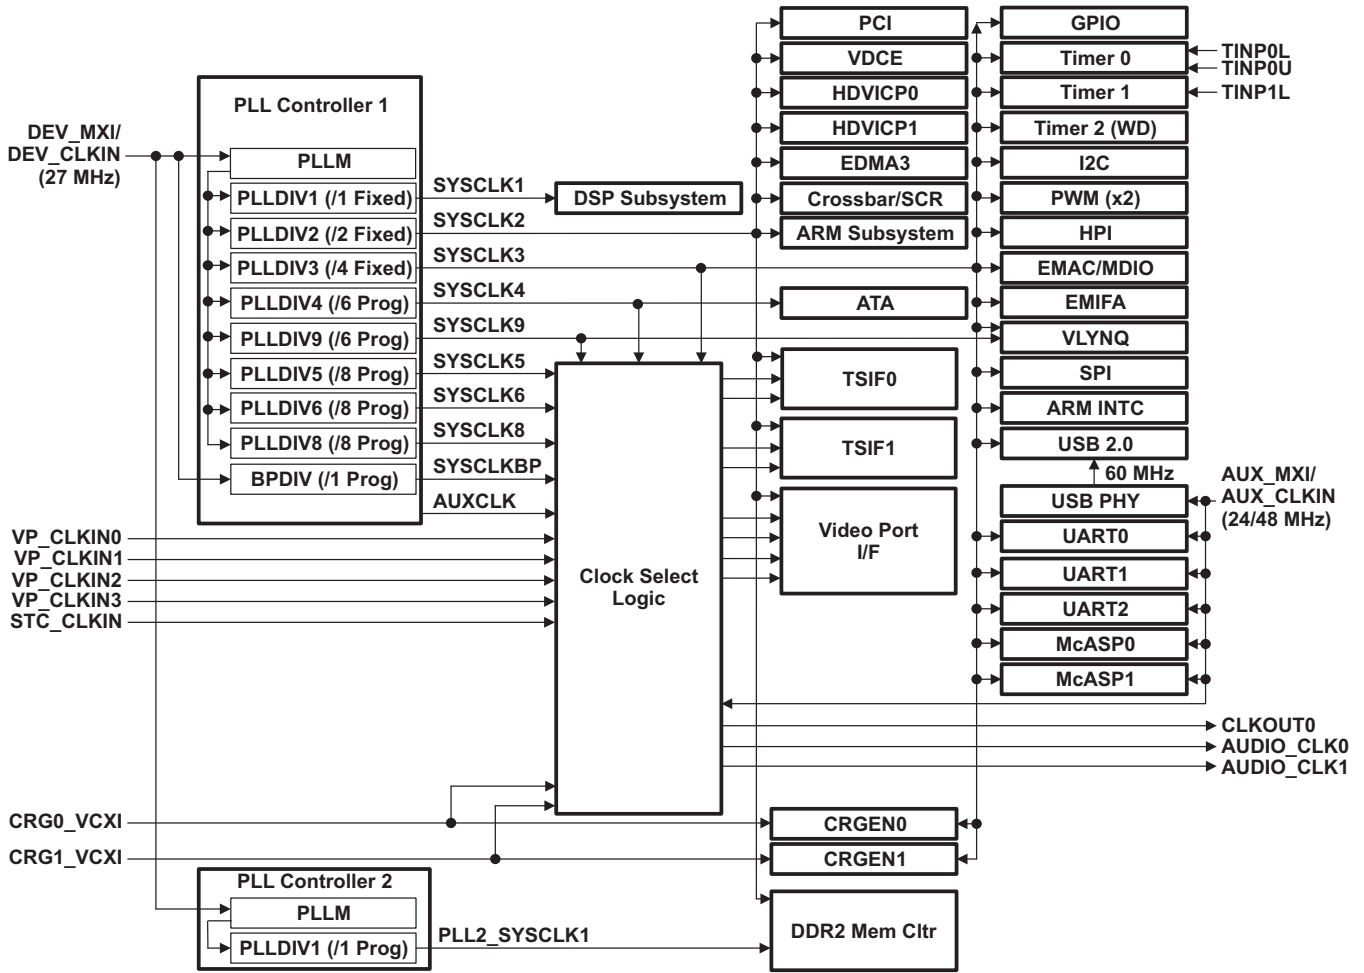 PLL Controller 1
DEV_MXI/
DEV_CLKIN
(27 MHz)
PLLM
PLLDIV1 (/1 Fixed)
PLLDIV2 (/2 Fixed)
PLLDIV3 (/4 Fixed)
PLLDIV4 (/6 Prog)
PLLDIV9 (/6 Prog)
PLLDIV5 (/8 Prog)
PLLDIV6 (/8 Prog)
PLLDIV8 (/8 Prog)
BPDIV (/1 Prog)
SYSCLK1
SYSCLK2
SYSCLK3
SYSCLK4
SYSCLK9
SYSCLK5
SYSCLK6
SYSCLK8
SYSCLKBP
AUXCLK
VP_CLKIN0
VP_CLKIN1
VP_CLKIN2
VP_CLKIN3
STC_CLKIN
CRG0_VCXI
CRG1_VCXI
PLL Controller 2
PLLM
PLLDIV1 (/1 Prog)
PLL2_SYSCLK1
DSP Subsystem
Clock Select
Logic
PCI
VDCE
HDVICP0
HDVICP1
EDMA3
Crossbar/SCR
ARM Subsystem
ATA
TSIF0
TSIF1
Video Port
I/F
CRGEN0
CRGEN1
DDR2 Mem Cltr
GPIO
Timer 0
Timer 1
Timer 2 (WD)
I2C
PWM (x2)
HPI
EMAC/MDIO
EMIFA
VLYNQ
SPI
ARM INTC
USB 2.0
60 MHz
USB PHY
UART0
UART1
UART2
McASP0
McASP1
TINP0L
TINP0U
TINP1L
AUX_MXI/
AUX_CLKIN
(24/48 MHz)
CLKOUT0
AUDIO_CLK0
AUDIO_CLK1